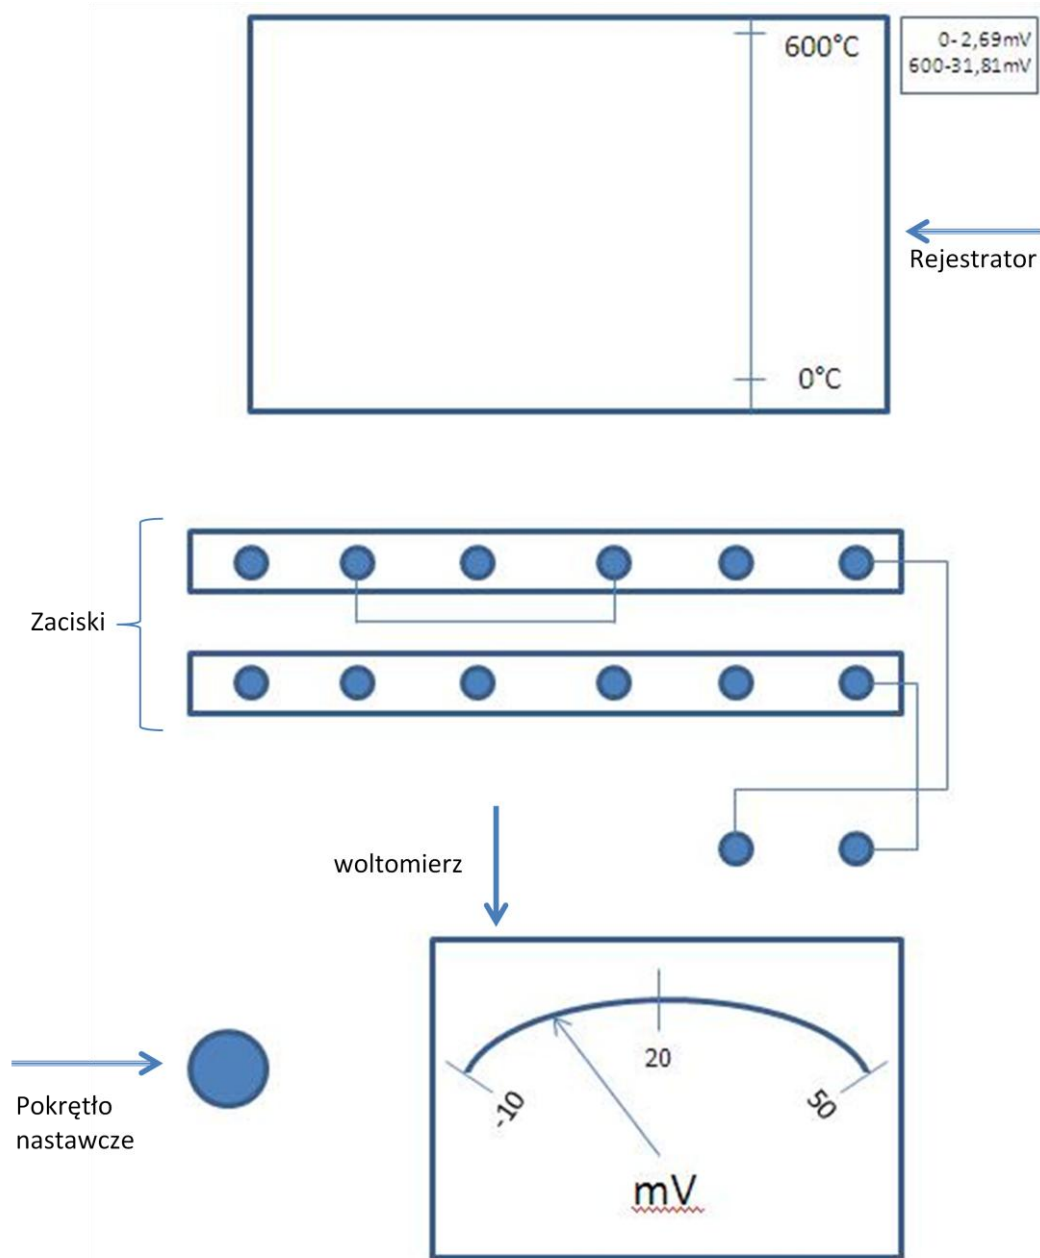 600°C
0-2,69mV
600-31,81mV
Rejestrator
0°C
Zaciski
woltomierz
Pokrętło
nastawcze
-10
20
50
mV